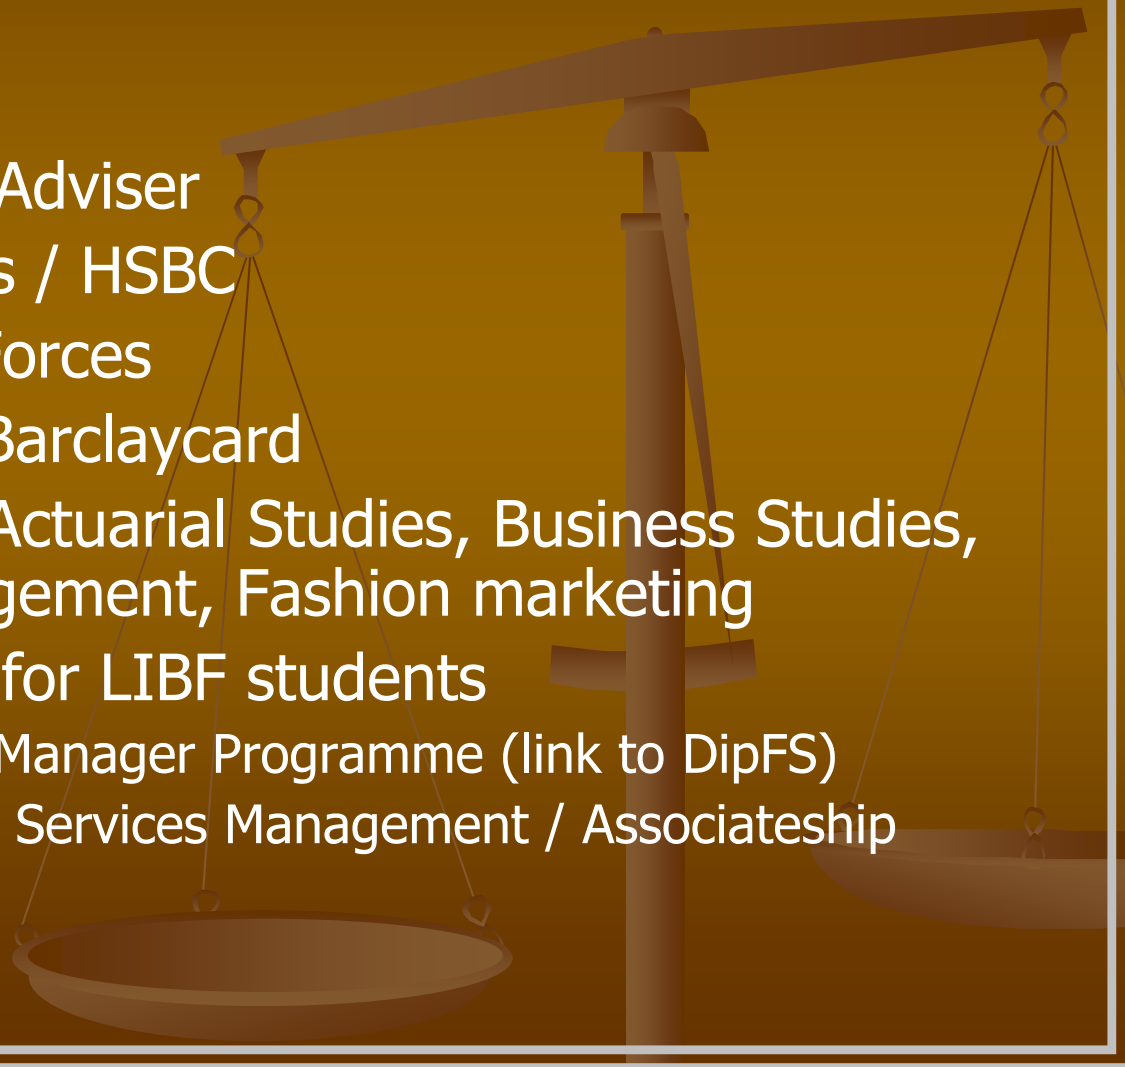 Adviser
s / HSBC
Forces
Barclaycard
Actuarial Studies, Business Studies,
gement, Fashion marketing
for LIBF students
Manager Programme (link to DipFS)
Services Management / Associateship